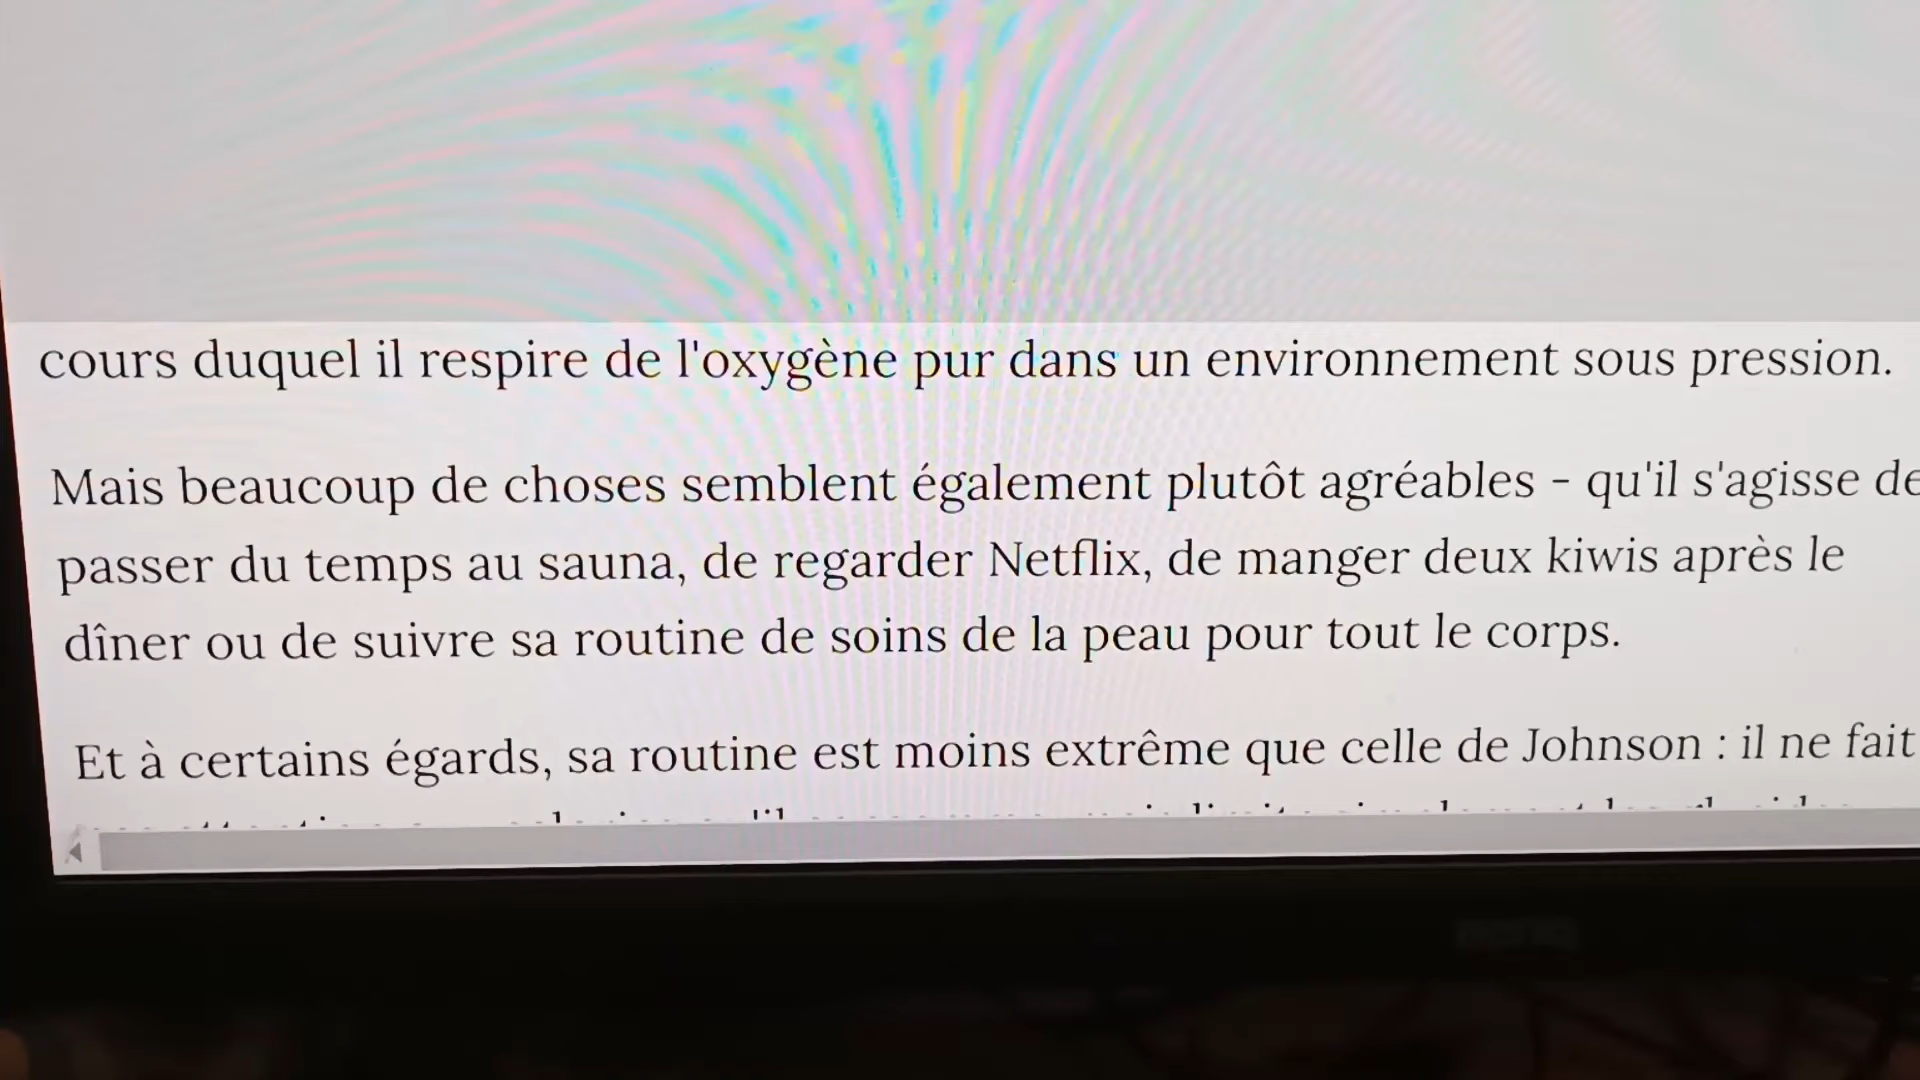 cours duquel il respire de l'oxygène pur dans un environnement sous pression.
Mais beaucoup de choses semblent également plutôt agréables - qu'il s'agisse de
passer du temps au sauna, de regarder Netflix, de manger deux kiwis après le
dîner ou de suivre sa routine de soins de la peau pour tout le corps.
Et à certains égards, sa routine est moins extrême que celle de Johnson : il ne fait